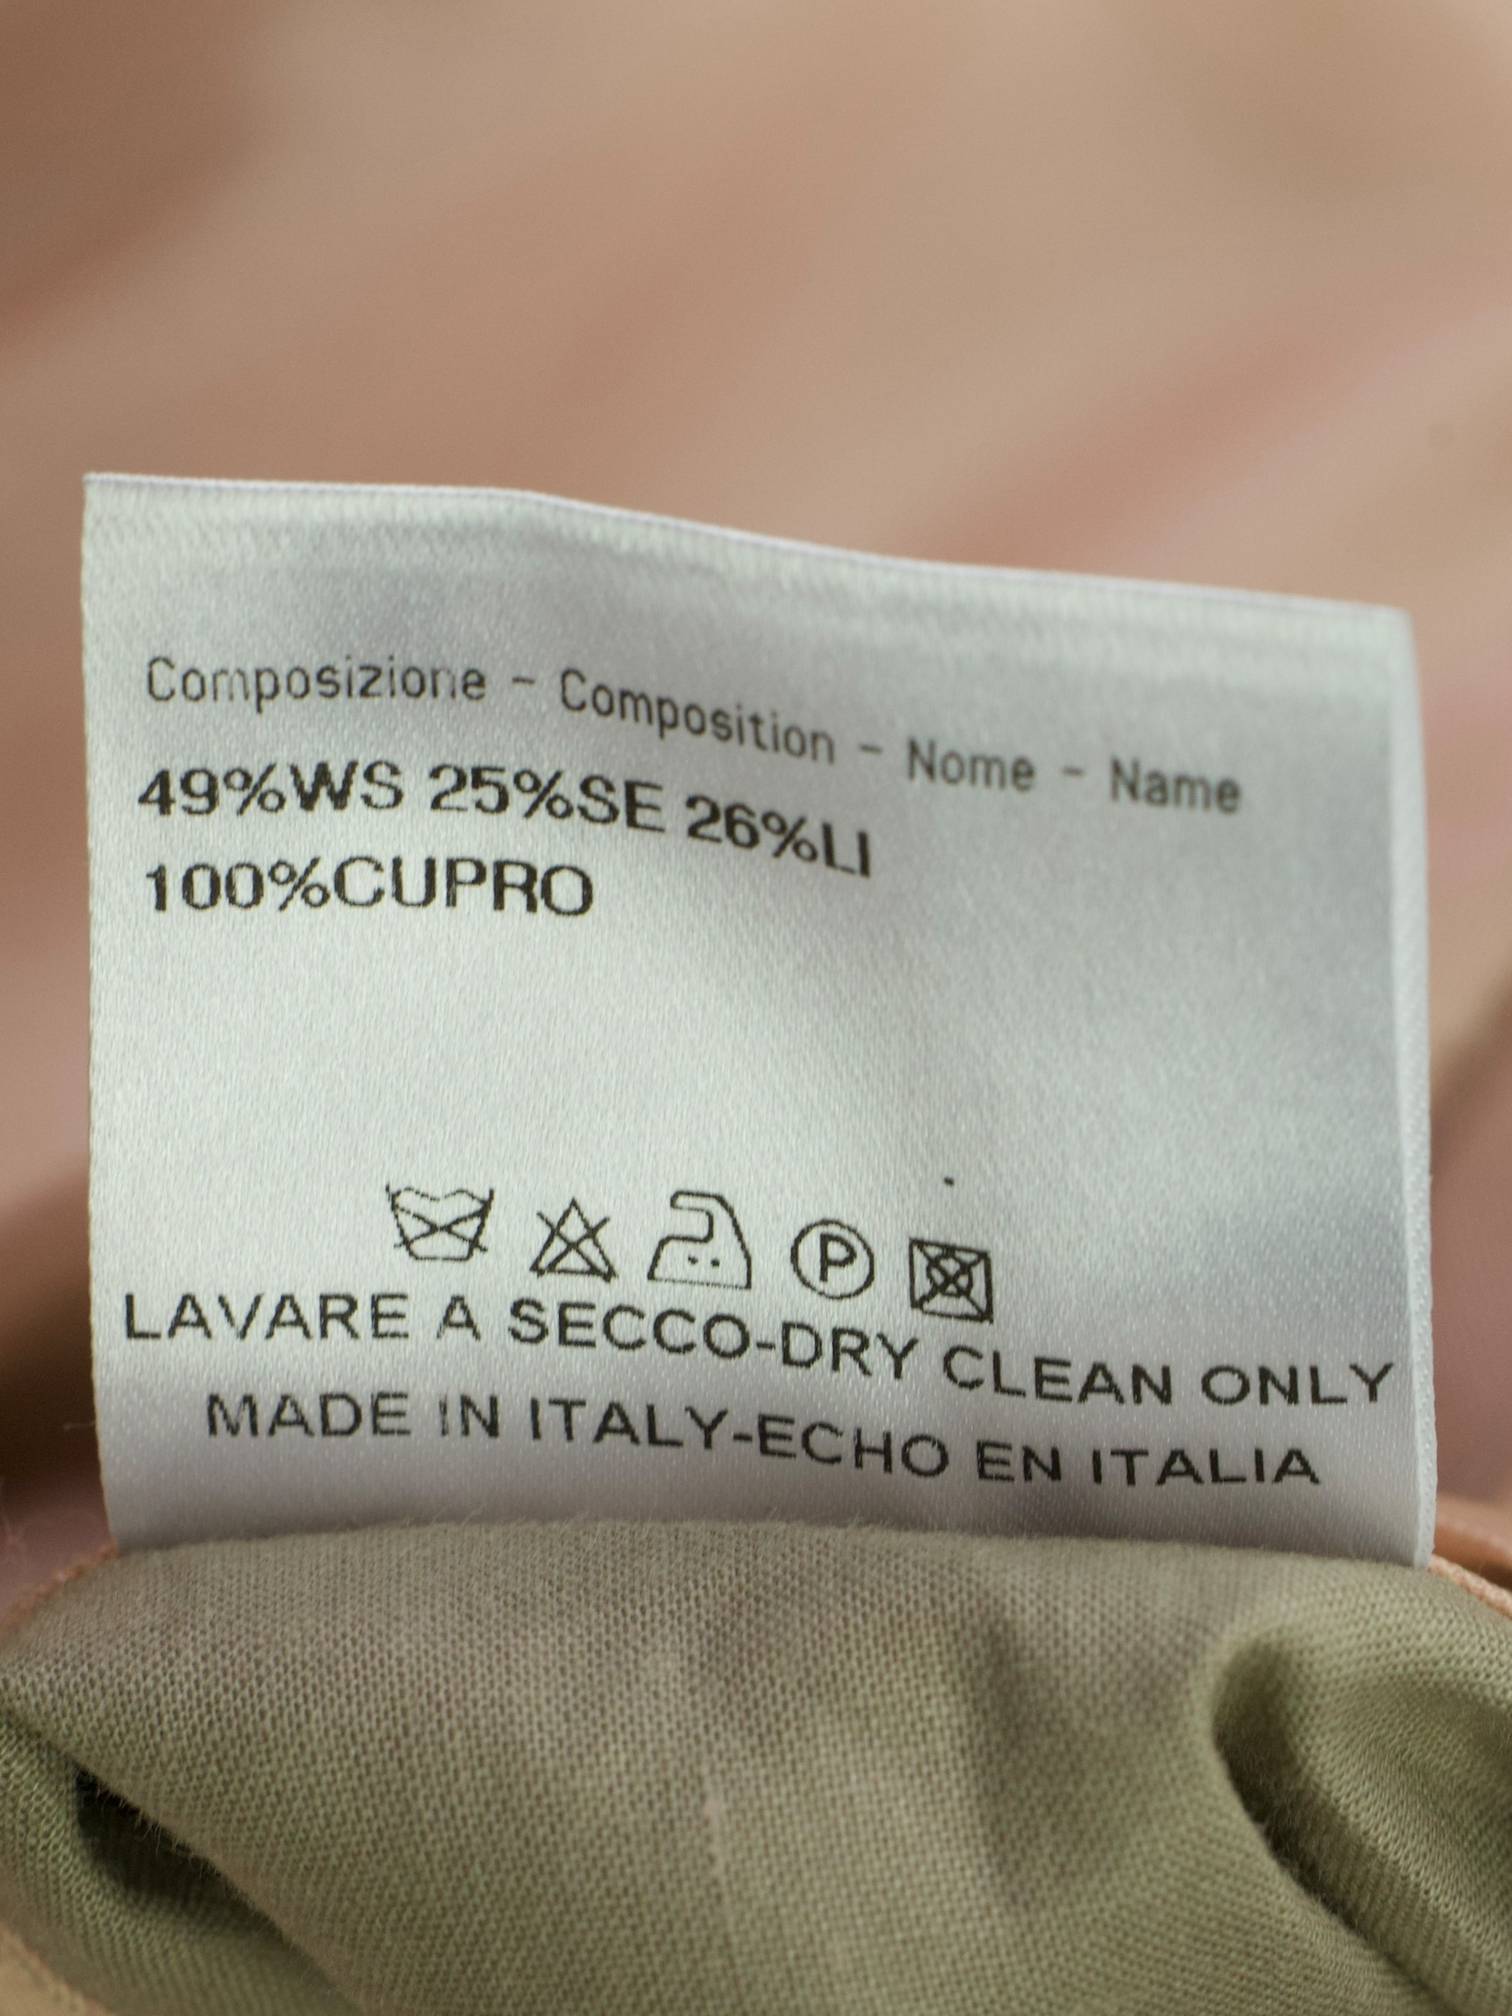 Composizione - Composition - Nome - Name
49%WS 25%SE 26%LI
100%CUPRO
P
LAVARE A SECCO-DRY CLEAN ONLY
MADE IN ITALY-ECHO EN ITALIA